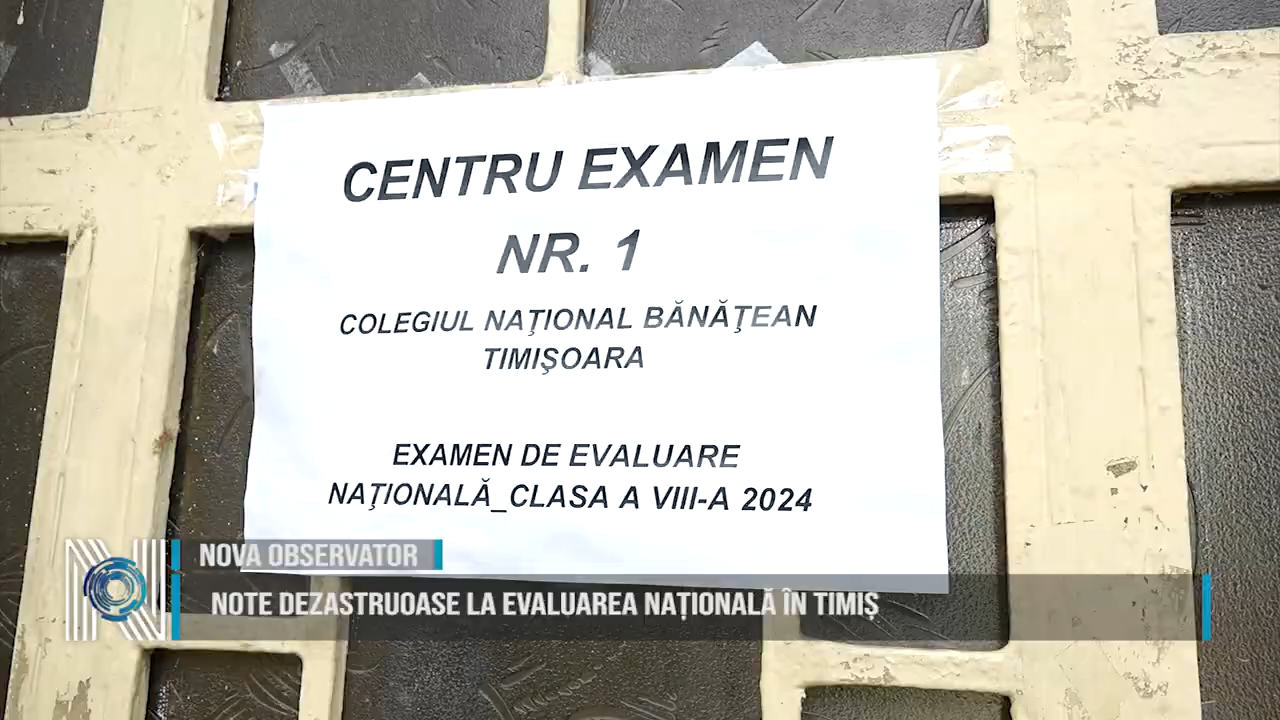 CENTRU EXAMEN
NR. 1
COLEGIUL NAŢIONAL BĂNĂŢEAN
TIMIŞOARA
EXAMEN DE EVALUARE
NAŢIONALĂ_CLASA A VIII-A 2024
NOVA OBSERVATOR
NOTE DEZASTRUOASE LA EVALUAREA NAȚIONALĂ ÎN TIMIȘ